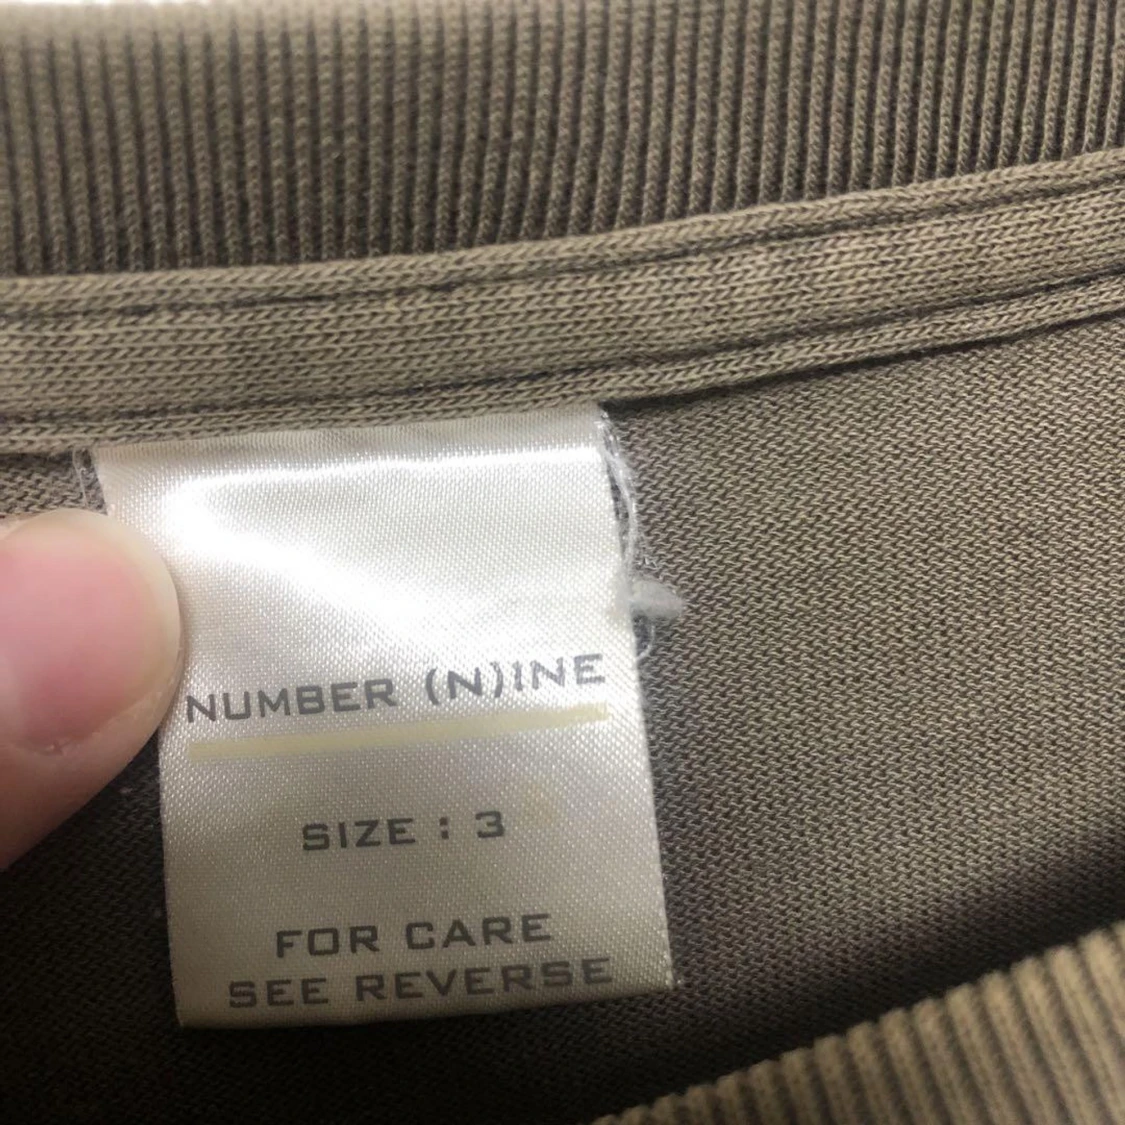 NUMBER (N)INE
SIZE : 3
FOR CARE
SEE REVERSE